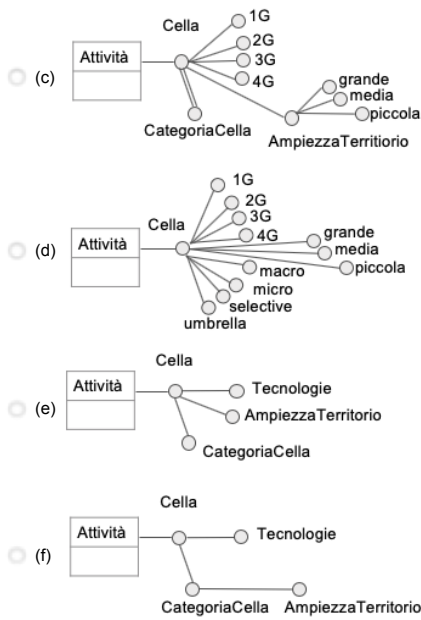 Cella
1G
2G
3G
4G
Attività
(c)
grande
media
piccola
CategoriaCella
AmpiezzaTerritiorio
1G
2G
3G
4G
Cella
Attività
(d)
grande
media
piccola
macro
micro
selective
umbrella
Cella
Attività
Tecnologie
(e)
AmpiezzaTerritorio
CategoriaCella
Cella
Attività
Tecnologie
(f)
CategoriaCella AmpiezzaTerritorio